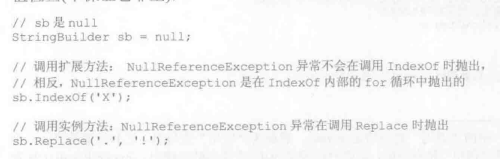 // sb 是 null
StringBuilder sb = null;
// 调用扩展方法: NullReferenceException 异常不会在调用 IndexOf 时抛出,
// 相反,NullReferenceException 是在 IndexOf 内部的 for 循环中抛出的
sb.IndexOf('X');
// 调用实例方法:NullReferenceException 异常在调用 Replace 时抛出
sb.Replace('.', '!');